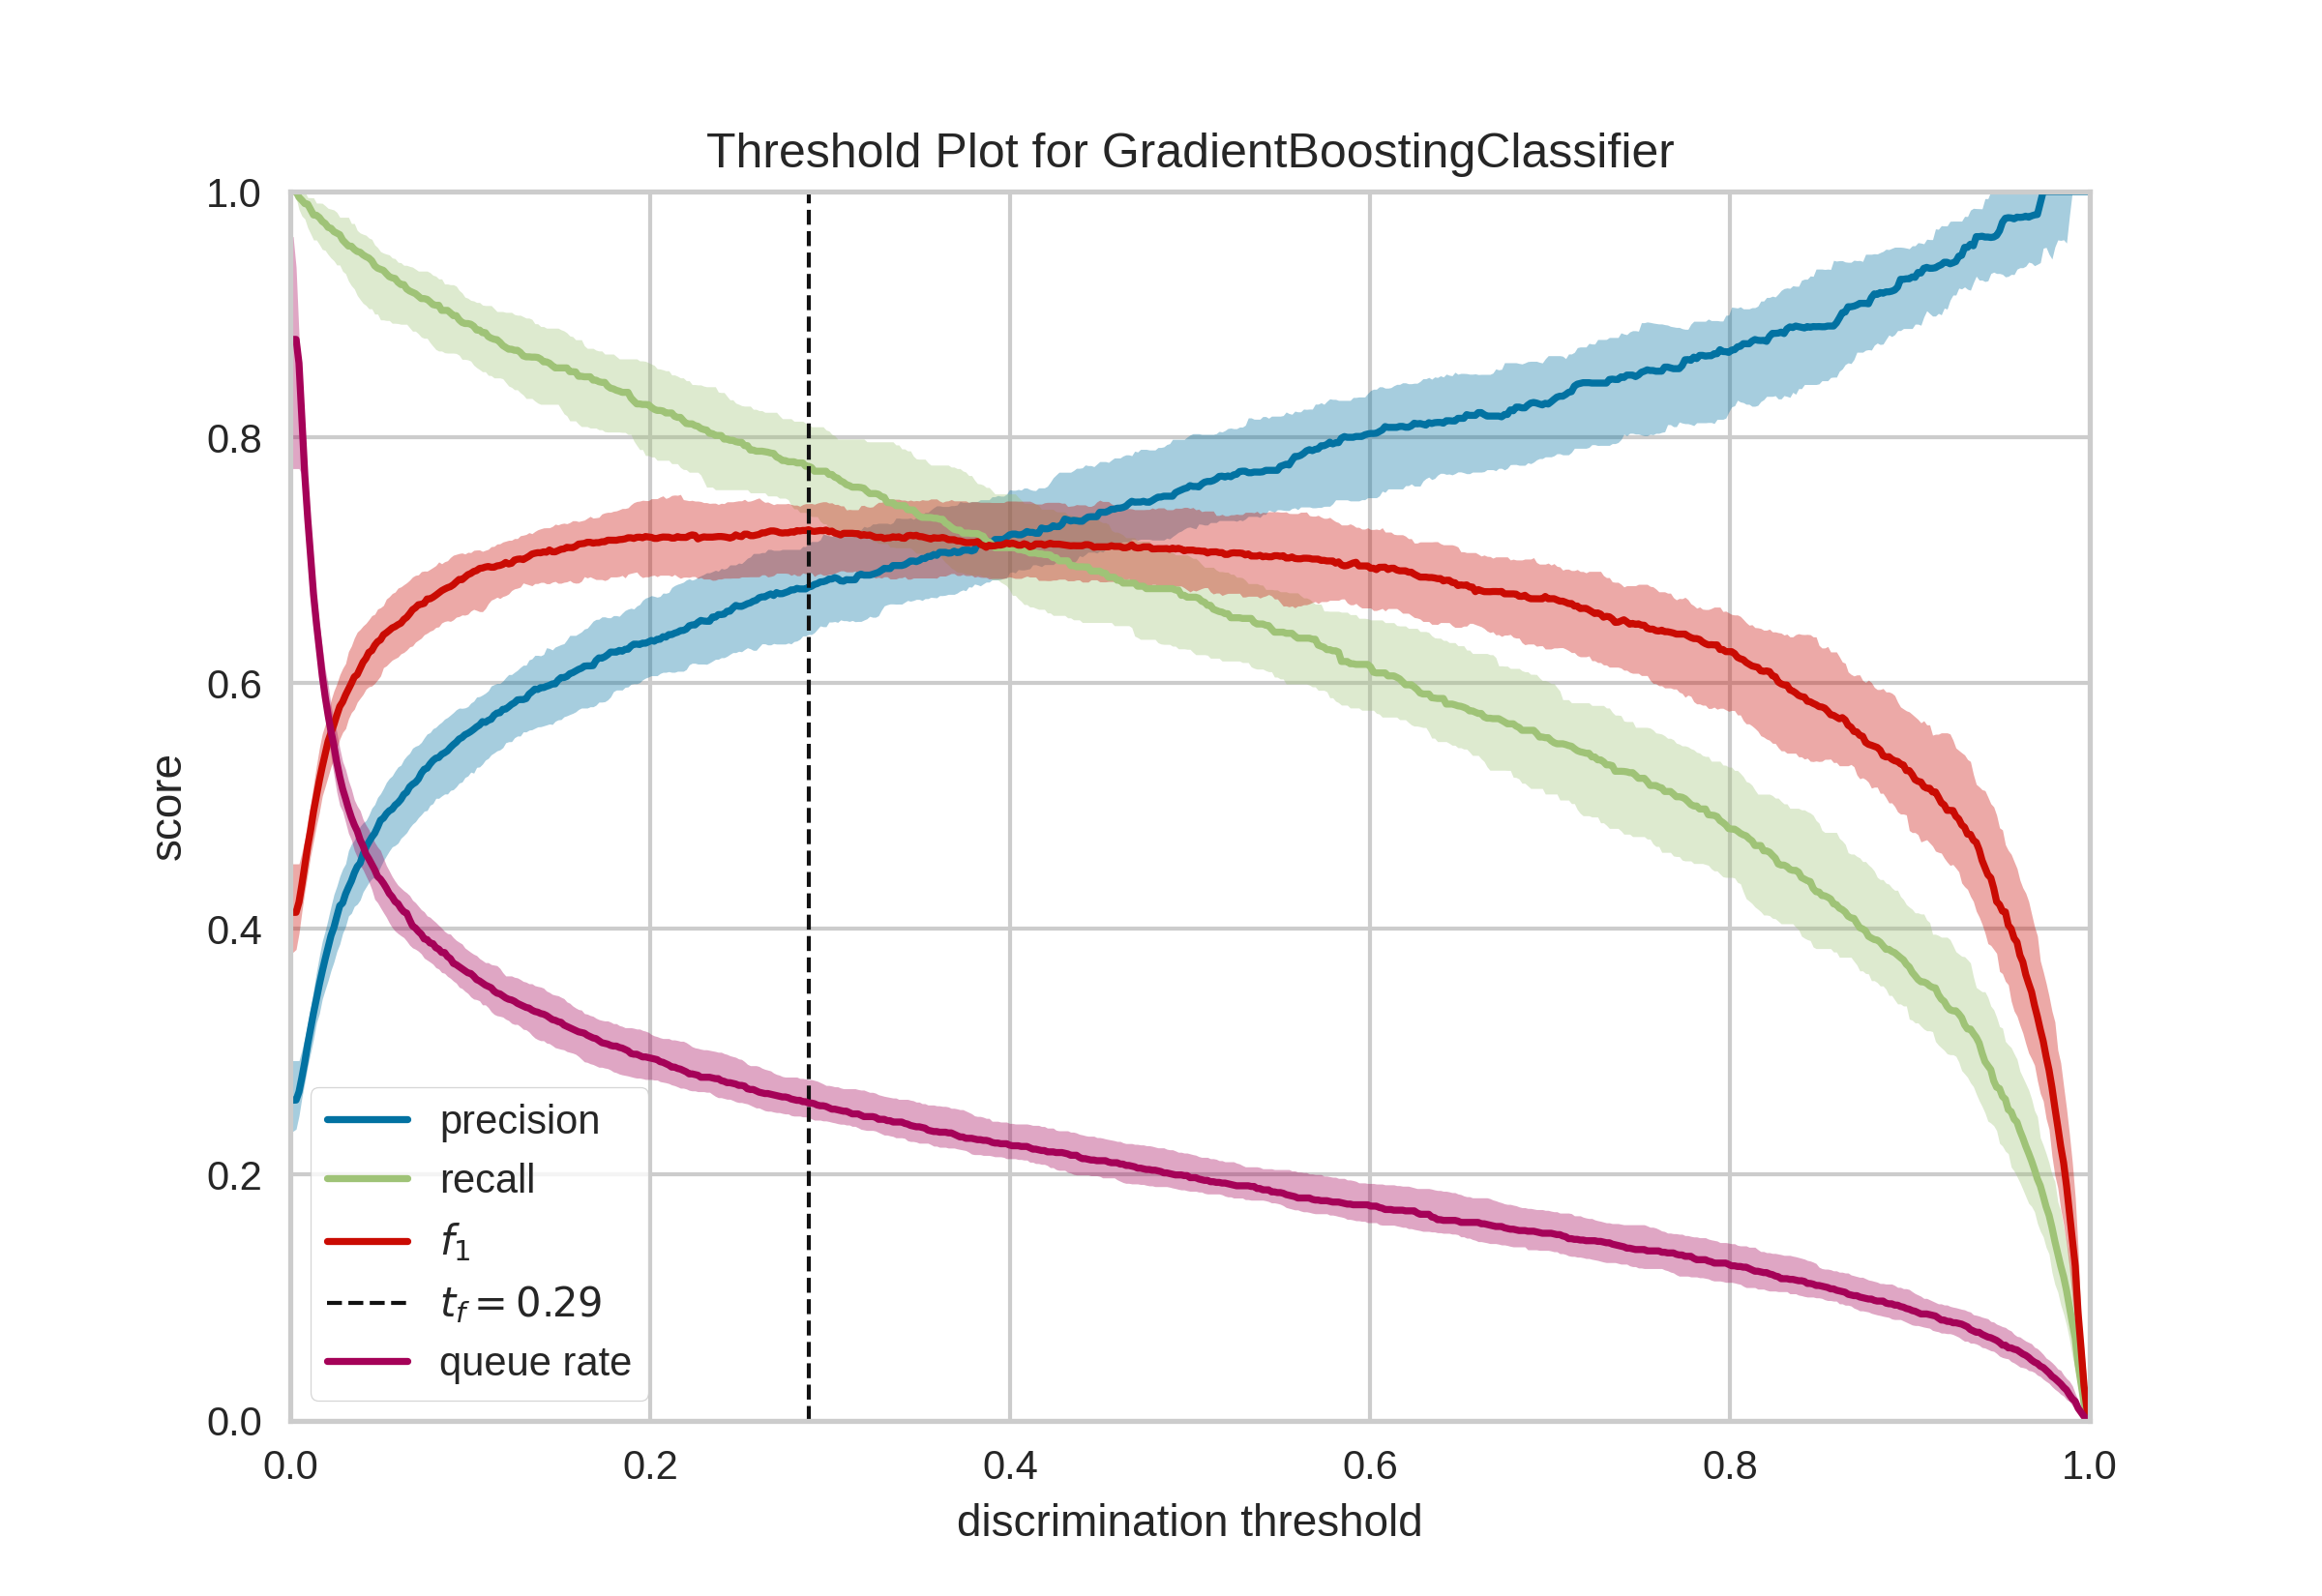 Threshold Plot for GradientBoostingClassifier
1.0
0.8
0.6
0.4
0.2
0.0
score
precision
recall
f₁
t_f = 0.29
queue rate
0.0 0.2 0.4 0.6 0.8 1.0
discrimination threshold